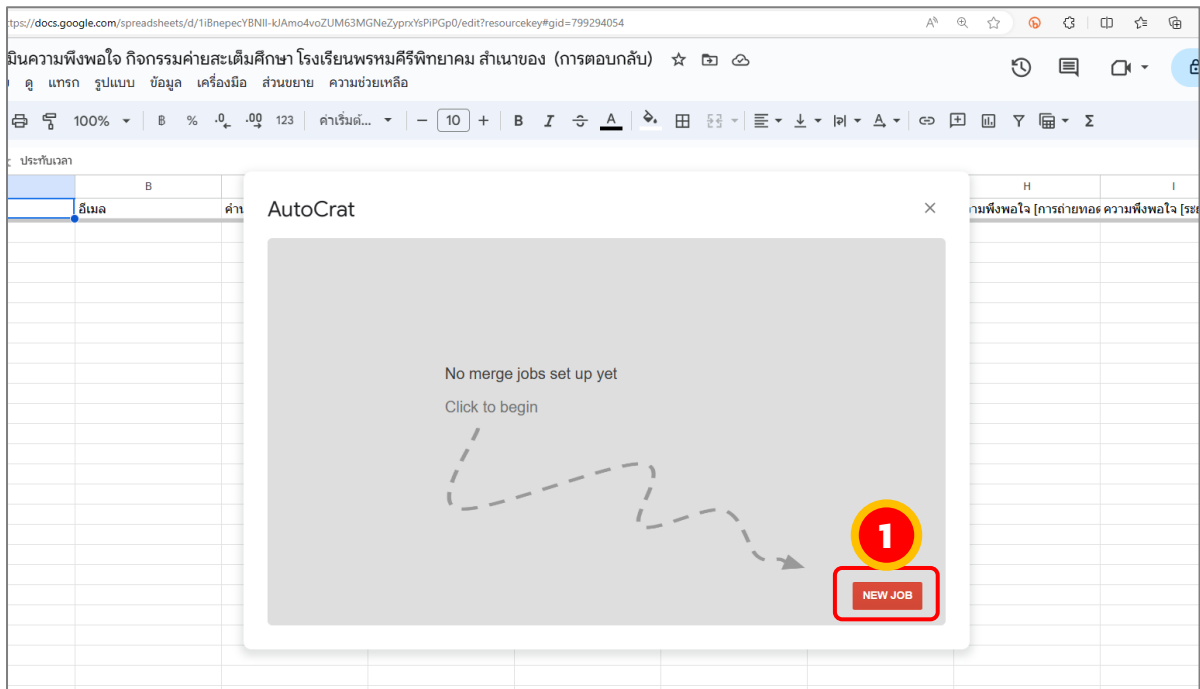 tps://docs.google.com/spreadsheets/d/1iBnepecYBNIl-kJAmo4voZUM63MGNeZyprxYsPiPGp0/edit?resourcekey#gid=799294054
มินความพึงพอใจ กิจกรรมค่ายสะเต็มศึกษา โรงเรียนพรหมคีรีพิทยาคม สำเนาของ (การตอบกลับ)
ดู แทรก รูปแบบ ข้อมูล เครื่องมือ ส่วนขยาย ความช่วยเหลือ
100% ฿ % .0 .00 123 ค่าเริ่มต้... 10 B I A
ประทับเวลา
B H I
อีเมล ค่าน ามพึงพอใจ [การถ่ายทอด ความพึงพอใจ [ระย
AutoCrat
No merge jobs set up yet
Click to begin
1
NEW JOB